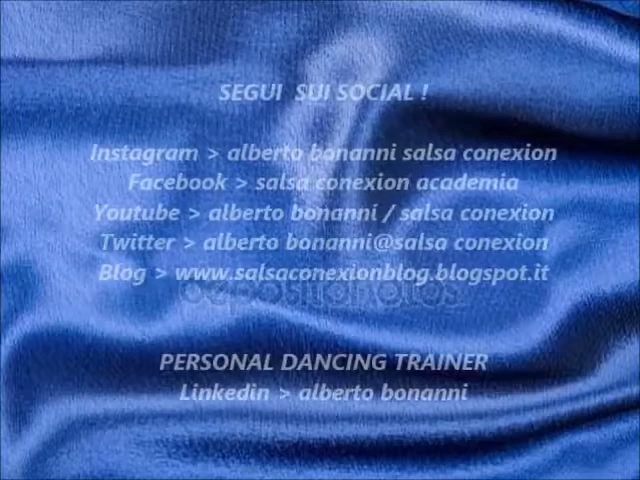 SEGUI SUI SOCIAL !
Instagram > alberto bonanni salsa conexion
Facebook > salsa conexion academia
Youtube > alberto bonanni / salsa conexion
Twitter > alberto bonanni@salsa conexion
Blog > www.salsaconexionblog.blogspot.it
depositphotos
PERSONAL DANCING TRAINER
Linkedin > alberto bonanni